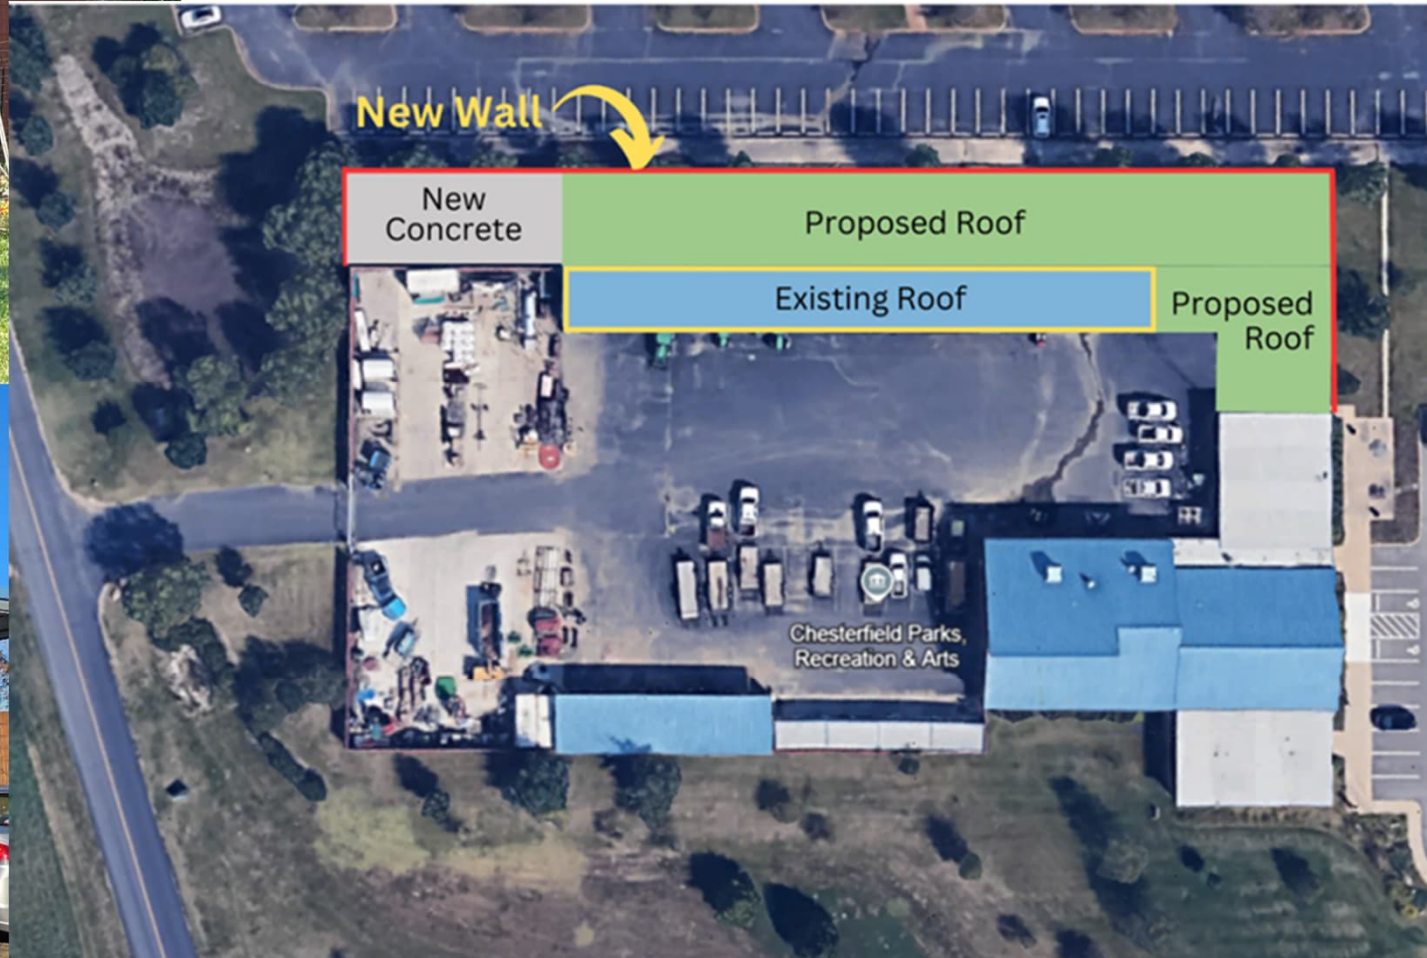 New Wall
New
Concrete
Proposed Roof
Existing Roof
Proposed
Roof
Chesterfield Parks,
Recreation & Arts